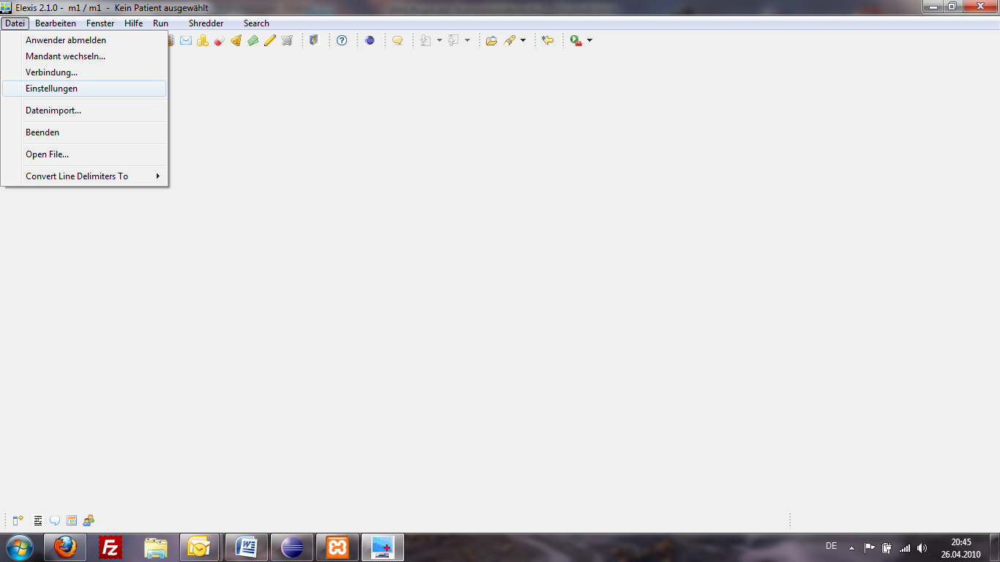 Elexis 2.1.0 - m1 / m1 - Kein Patient ausgewählt
Datei Bearbeiten Fenster Hilfe Run Shredder Search
Anwender abmelden
Mandant wechseln...
Verbindung...
Einstellungen
Datenimport...
Beenden
Open File...
Convert Line Delimiters To
DE
20:45
26.04.2010